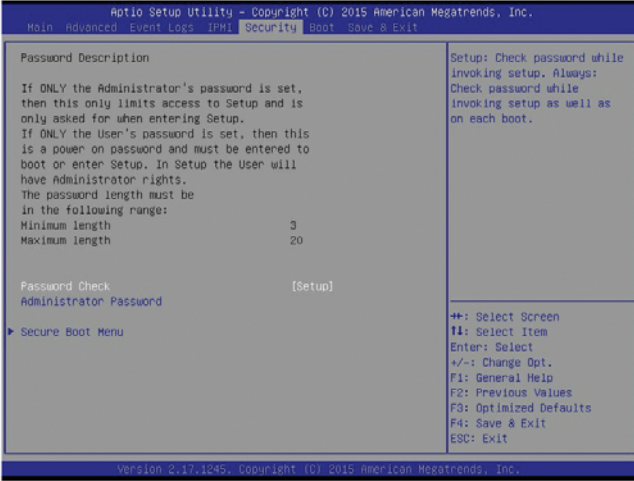 Aptio Setup Utility – Copyright (C) 2015 American Megatrends, Inc.
Main Advanced Event Logs IPMI Security Boot Save & Exit
Password Description
If ONLY the Administrator's password is set,
then this only limits access to Setup and is
only asked for when entering Setup.
If ONLY the User's password is set, then this
is a power on password and must be entered to
boot or enter Setup. In Setup the User will
have Administrator rights.
The password length must be
in the following range:
Minimum length 3
Maximum length 20
Password Check [Setup]
Administrator Password
Secure Boot Menu
Setup: Check password while
invoking setup. Always:
Check password while
invoking setup as well as
on each boot.
→←: Select Screen
↑↓: Select Item
Enter: Select
+/-: Change Opt.
F1: General Help
F2: Previous Values
F3: Optimized Defaults
F4: Save & Exit
ESC: Exit
Version 2.17.1245. Copyright (C) 2015 American Megatrends, Inc.